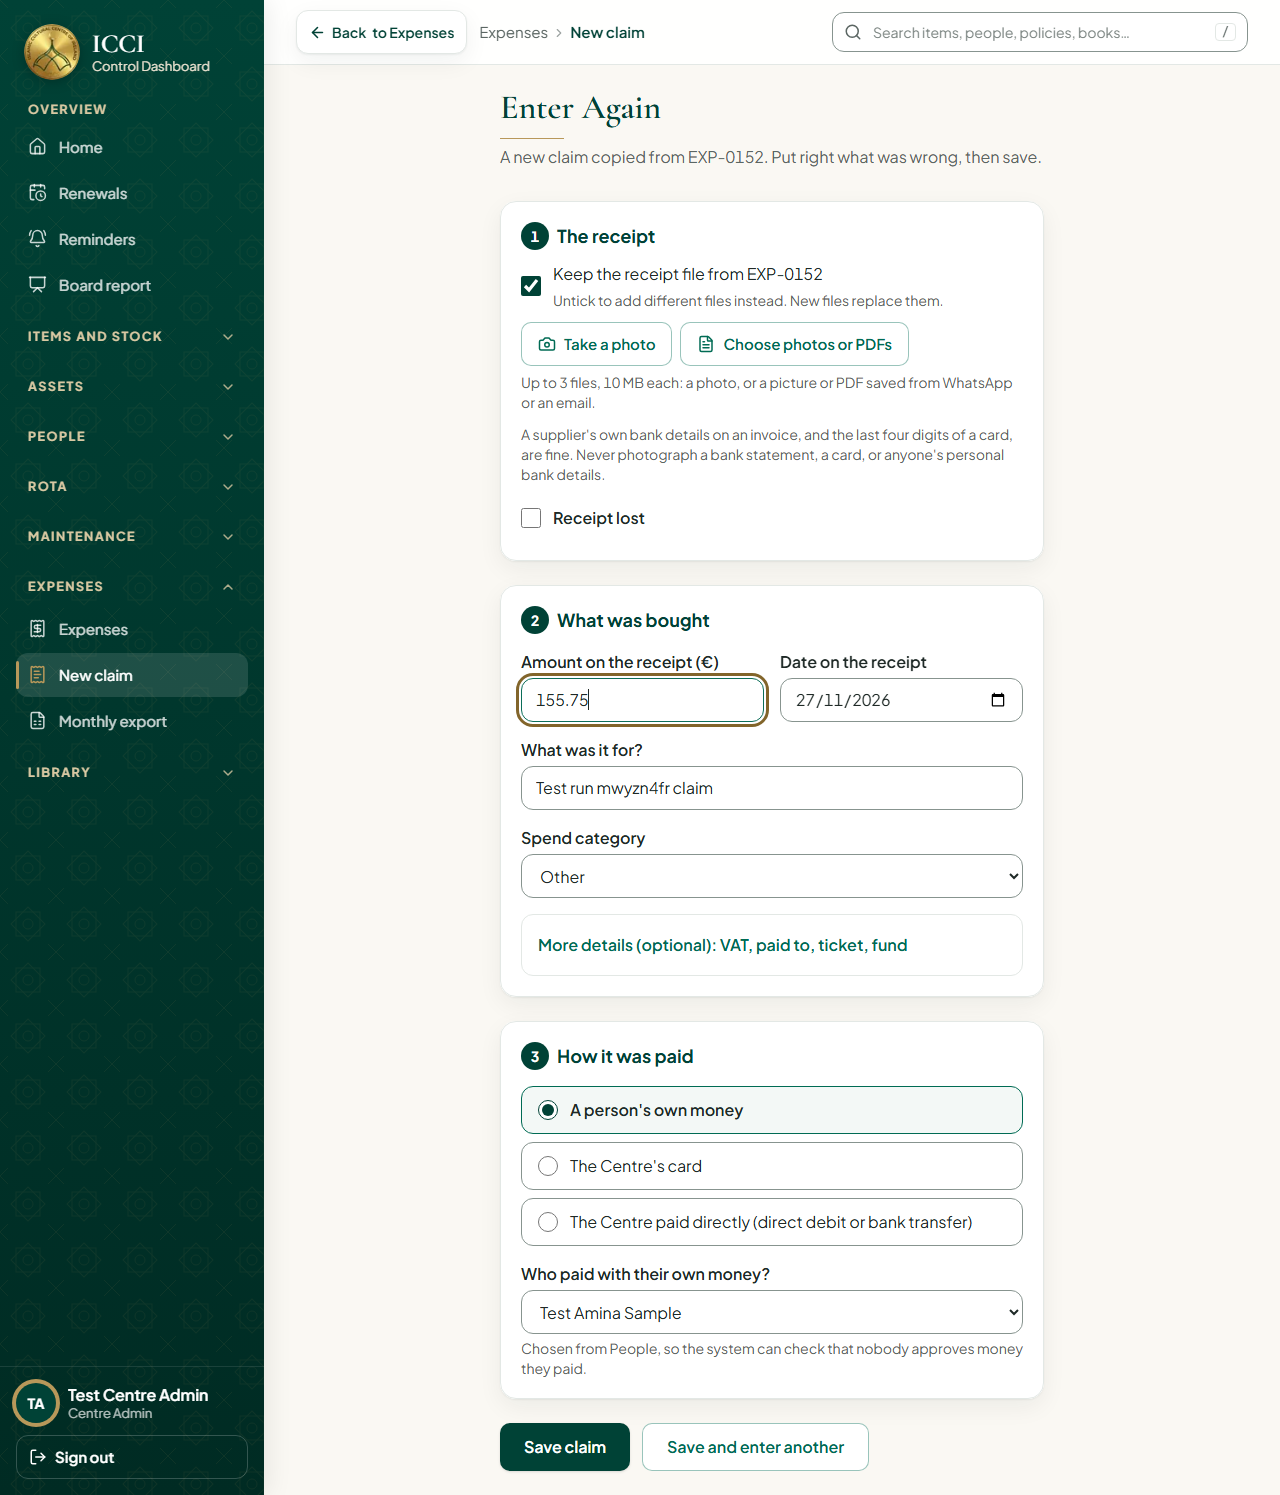 ICCI
Control Dashboard
OVERVIEW
Home
Renewals
Reminders
Board report
ITEMS AND STOCK
ASSETS
PEOPLE
ROTA
MAINTENANCE
EXPENSES
Expenses
New claim
Monthly export
LIBRARY
TA
Test Centre Admin
Centre Admin
Sign out
Back to Expenses
Expenses > New claim
Search items, people, policies, books...
/
Enter Again
A new claim copied from EXP-0152. Put right what was wrong, then save.
1 The receipt
Keep the receipt file from EXP-0152
Untick to add different files instead. New files replace them.
Take a photo
Choose photos or PDFs
Up to 3 files, 10 MB each: a photo, or a picture or PDF saved from WhatsApp
or an email.
A supplier's own bank details on an invoice, and the last four digits of a card,
are fine. Never photograph a bank statement, a card, or anyone's personal
bank details.
Receipt lost
2 What was bought
Amount on the receipt (€)
155.75
Date on the receipt
27/11/2026
What was it for?
Test run mwyzn4fr claim
Spend category
Other
More details (optional): VAT, paid to, ticket, fund
3 How it was paid
A person's own money
The Centre's card
The Centre paid directly (direct debit or bank transfer)
Who paid with their own money?
Test Amina Sample
Chosen from People, so the system can check that nobody approves money
they paid.
Save claim
Save and enter another